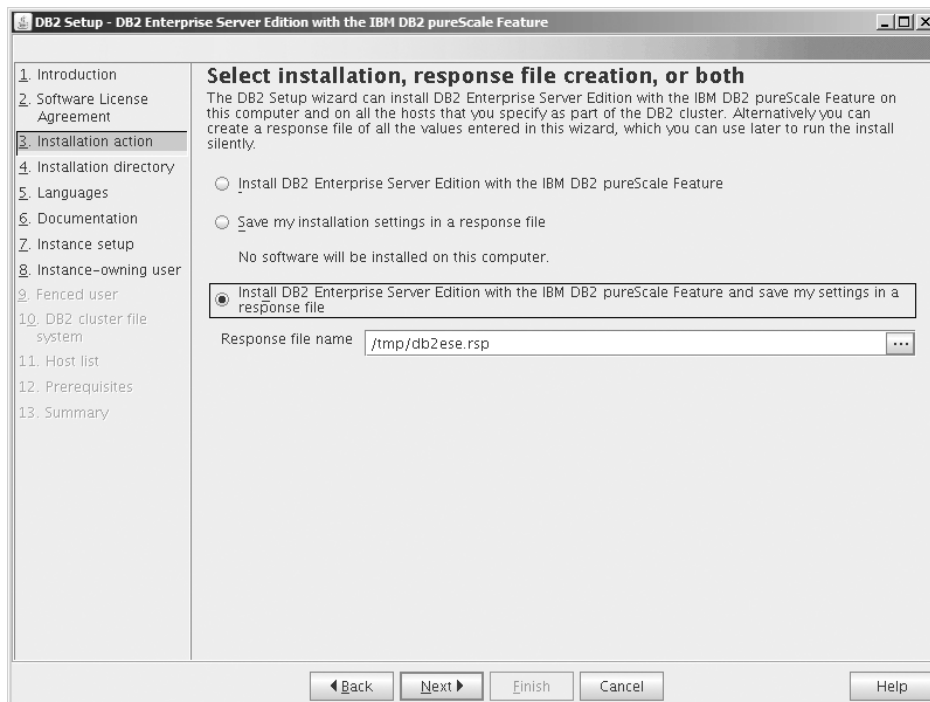 DB2 Setup - DB2 Enterprise Server Edition with the IBM DB2 pureScale Feature
1. Introduction
2. Software License
Agreement
3. Installation action
4. Installation directory
5. Languages
6. Documentation
7. Instance setup
8. Instance-owning user
9. Fenced user
10. DB2 cluster file
system
11. Host list
12. Prerequisites
13. Summary
Select installation, response file creation, or both
The DB2 Setup wizard can install DB2 Enterprise Server Edition with the IBM DB2 pureScale Feature on
this computer and on all the hosts that you specify as part of the DB2 cluster. Alternatively you can
create a response file of all the values entered in this wizard, which you can use later to run the install
silently.
Install DB2 Enterprise Server Edition with the IBM DB2 pureScale Feature
Save my installation settings in a response file
No software will be installed on this computer.
Install DB2 Enterprise Server Edition with the IBM DB2 pureScale Feature and save my settings in a
response file
Response file name /tmp/db2ese.rsp ...
Back Next Finish Cancel Help